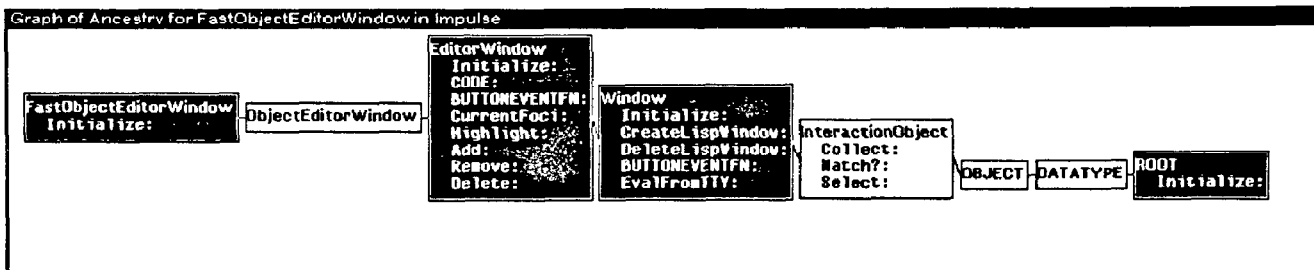 Graph of Ancestry for FastObjectEditorWindow in Impulse
FastObjectEditorWindow
Initialize:
ObjectEditorWindow
EditorWindow
Initialize:
CODE:
BUTTONEVENTFN:
CurrentFoci:
Highlight:
Add:
Remove:
Delete:
Window
Initialize:
CreateLispWindow:
DeleteLispWindow:
BUTTONEVENTFN:
EvalFromTTY:
InteractionObject
Collect:
Match?:
Select:
OBJECT
DATATYPE
ROOT
Initialize: